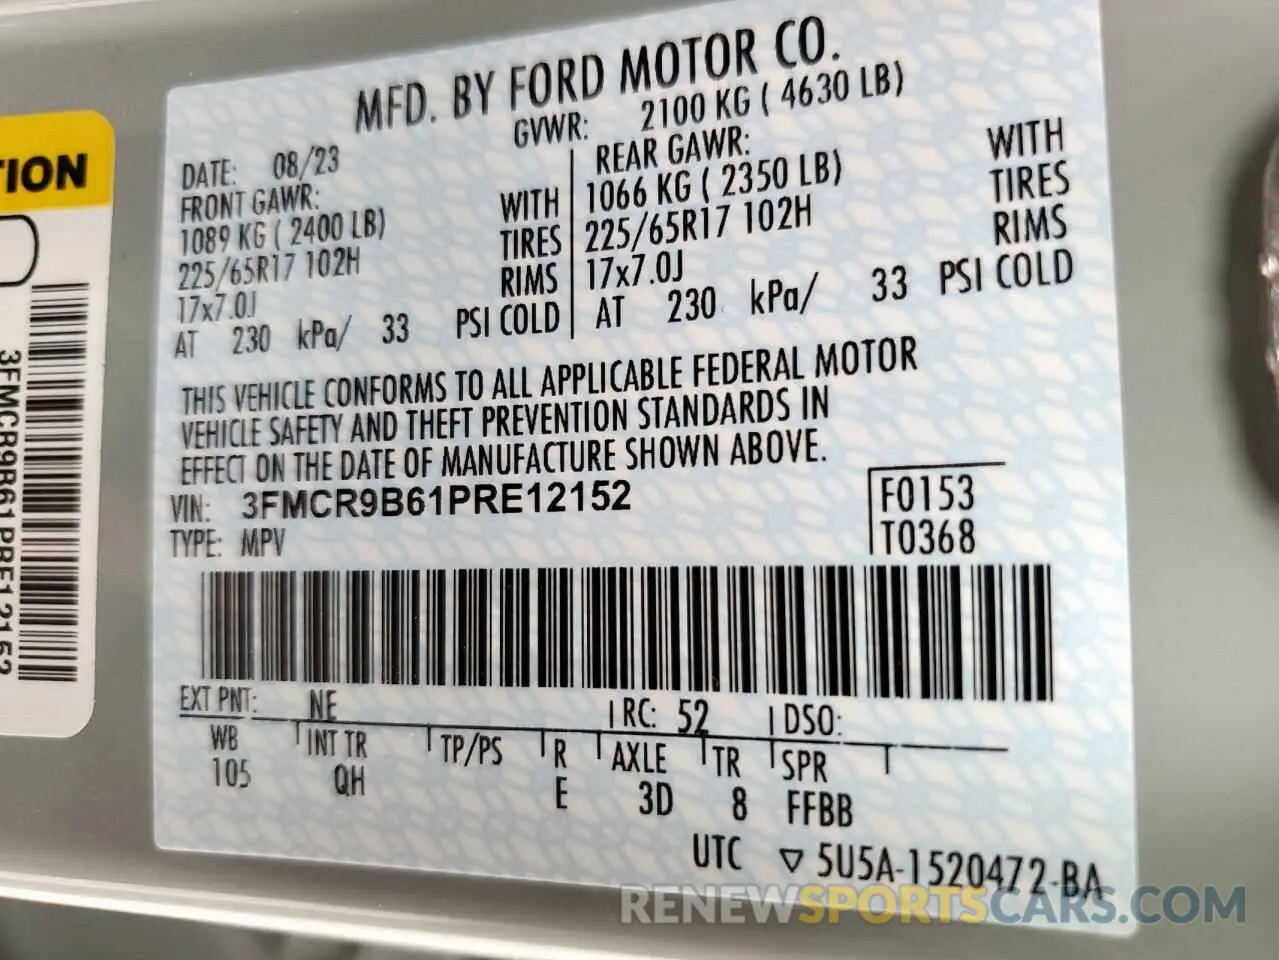 MFD. BY FORD MOTOR CO.
GVWR: 2100 KG ( 4630 LB)
DATE: 08/23
FRONT GAWR:
1089 KG ( 2400 LB) WITH
225/65R17 102H TIRES
17x7.0J RIMS
AT 230 kPa/ 33 PSI COLD
REAR GAWR: WITH
1066 KG ( 2350 LB) TIRES
225/65R17 102H RIMS
17x7.0J
AT 230 kPa/ 33 PSI COLD
THIS VEHICLE CONFORMS TO ALL APPLICABLE FEDERAL MOTOR
VEHICLE SAFETY AND THEFT PREVENTION STANDARDS IN
EFFECT ON THE DATE OF MANUFACTURE SHOWN ABOVE.
VIN: 3FMCR9B61PRE12152
TYPE: MPV
F0153
T0368
EXT PNT: NE RC: 52 DSO:
WB INT TR TP/PS R AXLE TR SPR
105 QH E 3D 8 FFBB
UTC ▽ 5U5A-1520472-BA
TION
3FMCR9B61PRE12152
RENEWSPORTSCARS.COM